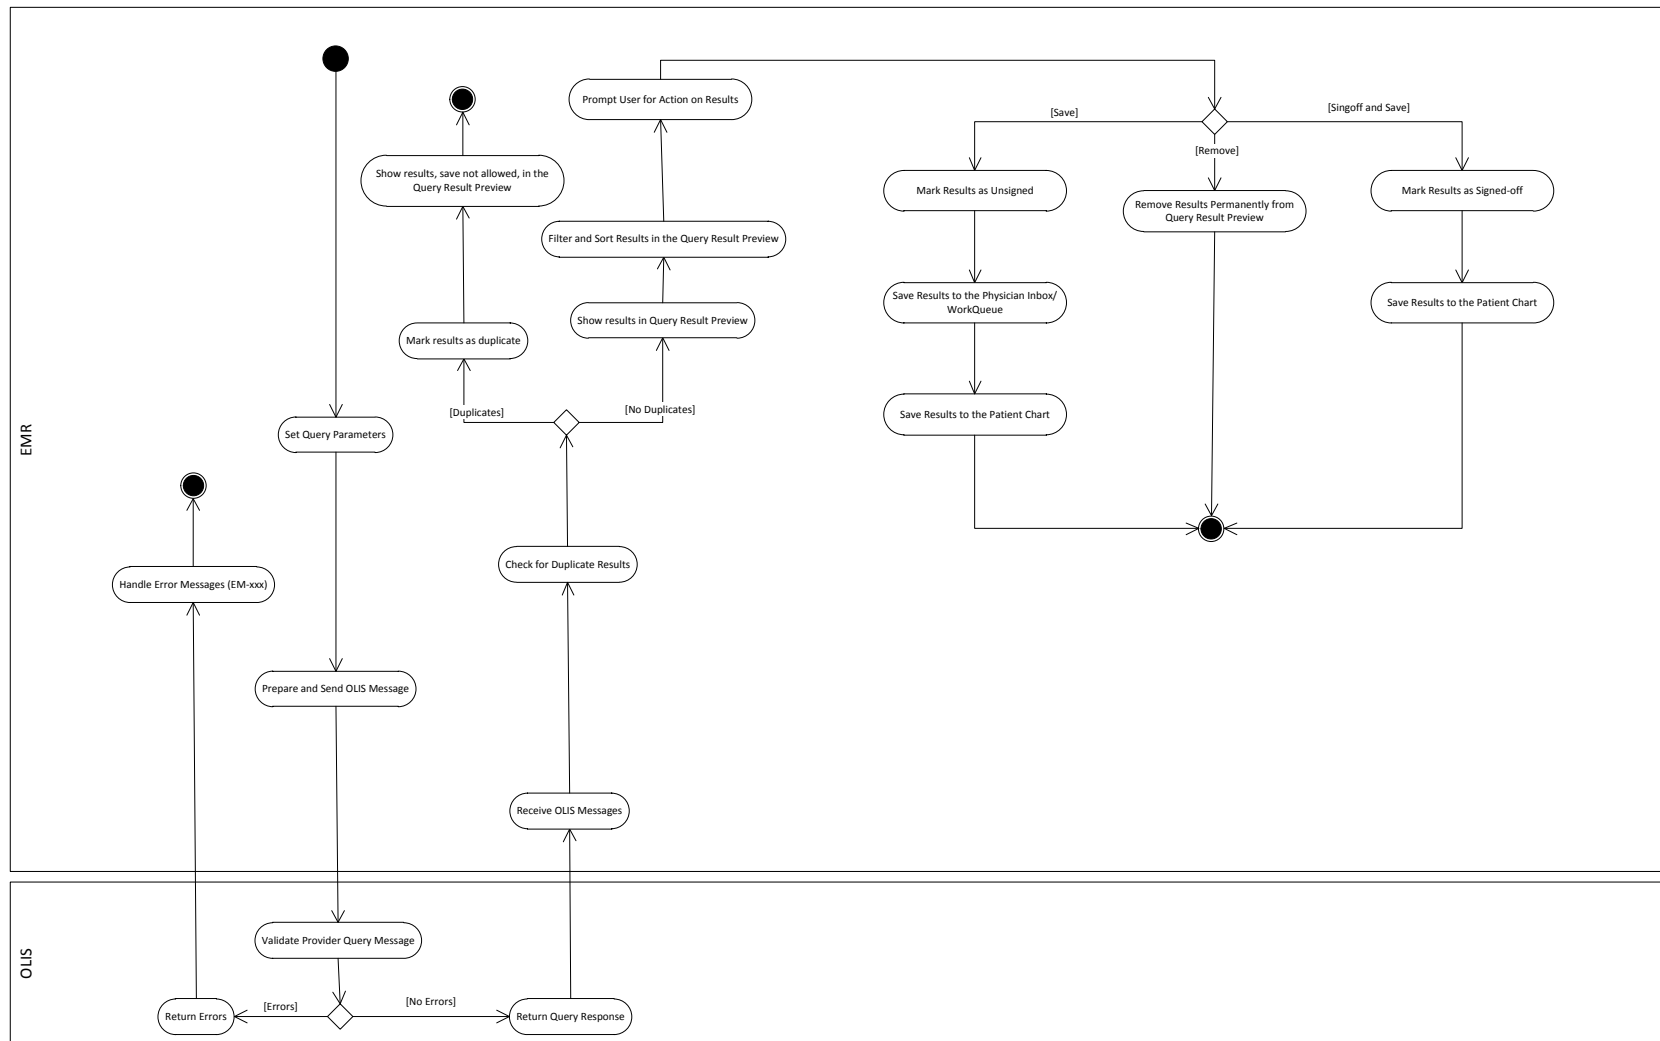 EMR
Prompt User for Action on Results
Show results, save not allowed, in the
Query Result Preview
Filter and Sort Results in the Query Result Preview
Show results in Query Result Preview
Mark results as duplicate
[Duplicates]
[No Duplicates]
Set Query Parameters
Handle Error Messages (EM-xxx)
Check for Duplicate Results
Prepare and Send OLIS Message
Receive OLIS Messages
[Save]
[Remove]
[Singoff and Save]
Mark Results as Unsigned
Remove Results Permanently from
Query Result Preview
Mark Results as Signed-off
Save Results to the Physician Inbox/
WorkQueue
Save Results to the Patient Chart
Save Results to the Patient Chart
OLIS
Validate Provider Query Message
[Errors]
[No Errors]
Return Errors
Return Query Response